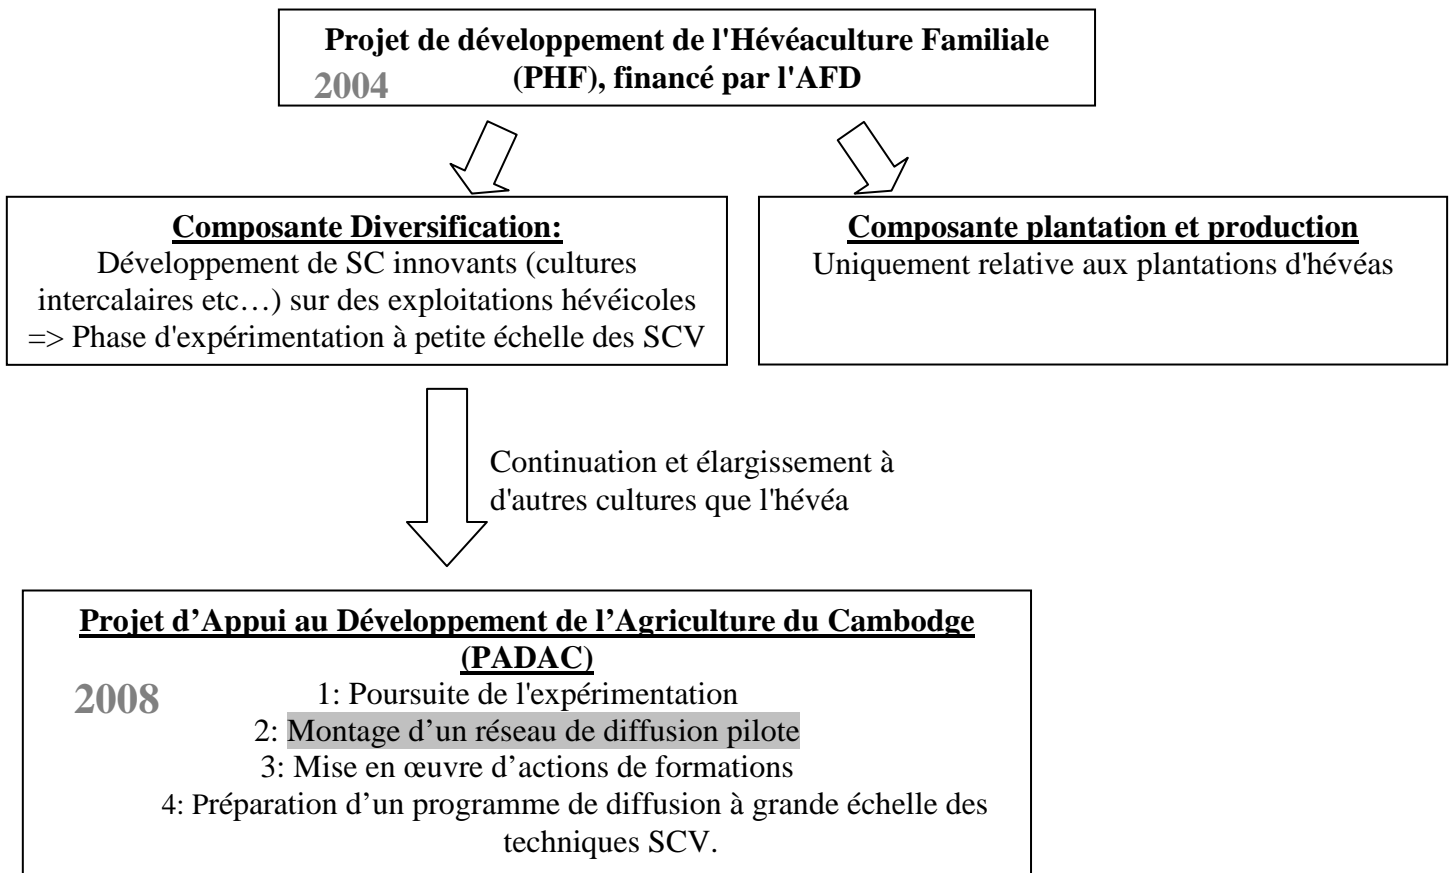 Projet de développement de l'Hévéaculture Familiale
(PHF), financé par l'AFD
2004
Composante Diversification:
Développement de SC innovants (cultures
intercalaires etc…) sur des exploitations hévéicoles
=> Phase d'expérimentation à petite échelle des SCV
Composante plantation et production
Uniquement relative aux plantations d'hévéas
Continuation et élargissement à
d'autres cultures que l'hévéa
Projet d’Appui au Développement de l’Agriculture du Cambodge
(PADAC)
2008
1: Poursuite de l'expérimentation
2: Montage d’un réseau de diffusion pilote
3: Mise en œuvre d’actions de formations
4: Préparation d’un programme de diffusion à grande échelle des
techniques SCV.